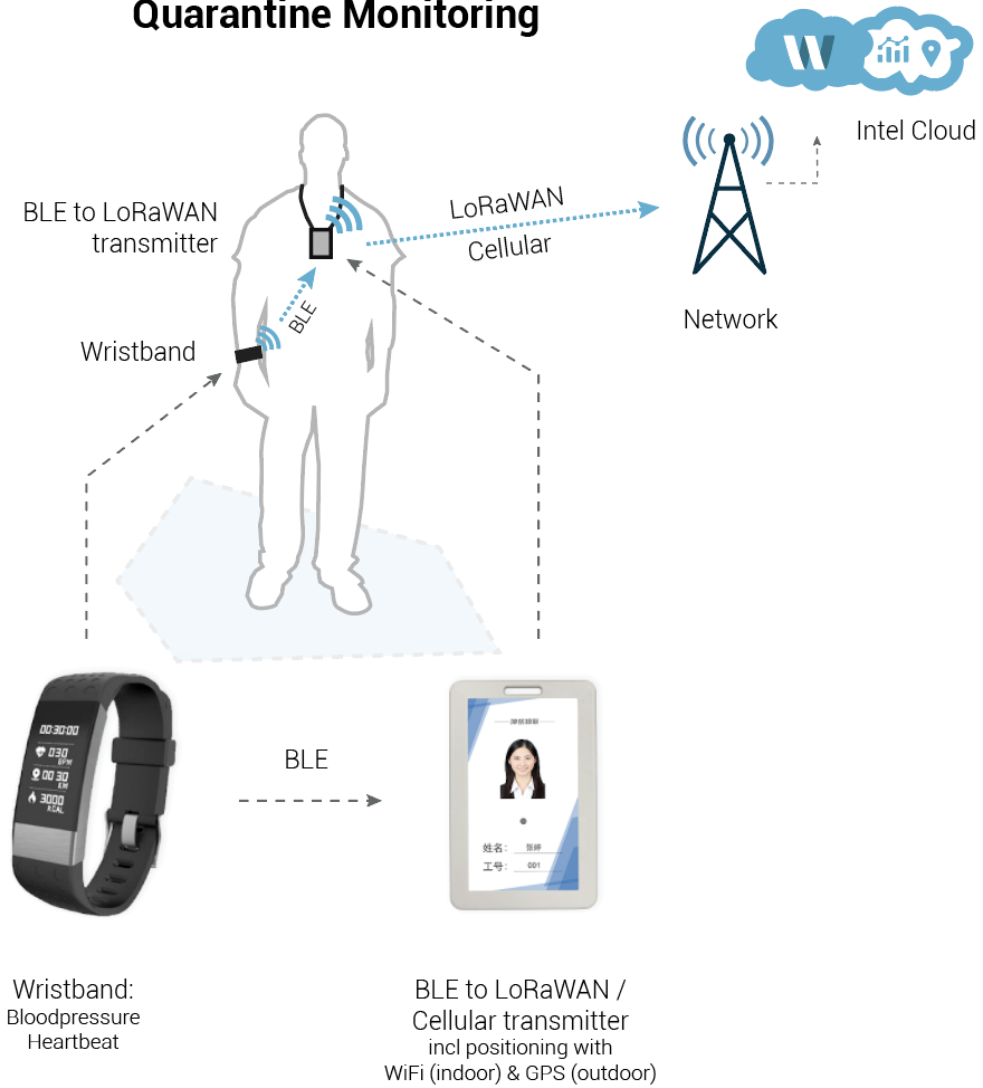 Quarantine Monitoring
W
Intel Cloud
BLE to LoRaWAN
transmitter
LoRaWAN
Cellular
BLE
Network
Wristband
00:30:00
030
BPM
00 30
KM
3000
KCAL
BLE
姓名: 张婷
工号: 001
Wristband:
Bloodpressure
Heartbeat
BLE to LoRaWAN /
Cellular transmitter
incl positioning with
WiFi (indoor) & GPS (outdoor)